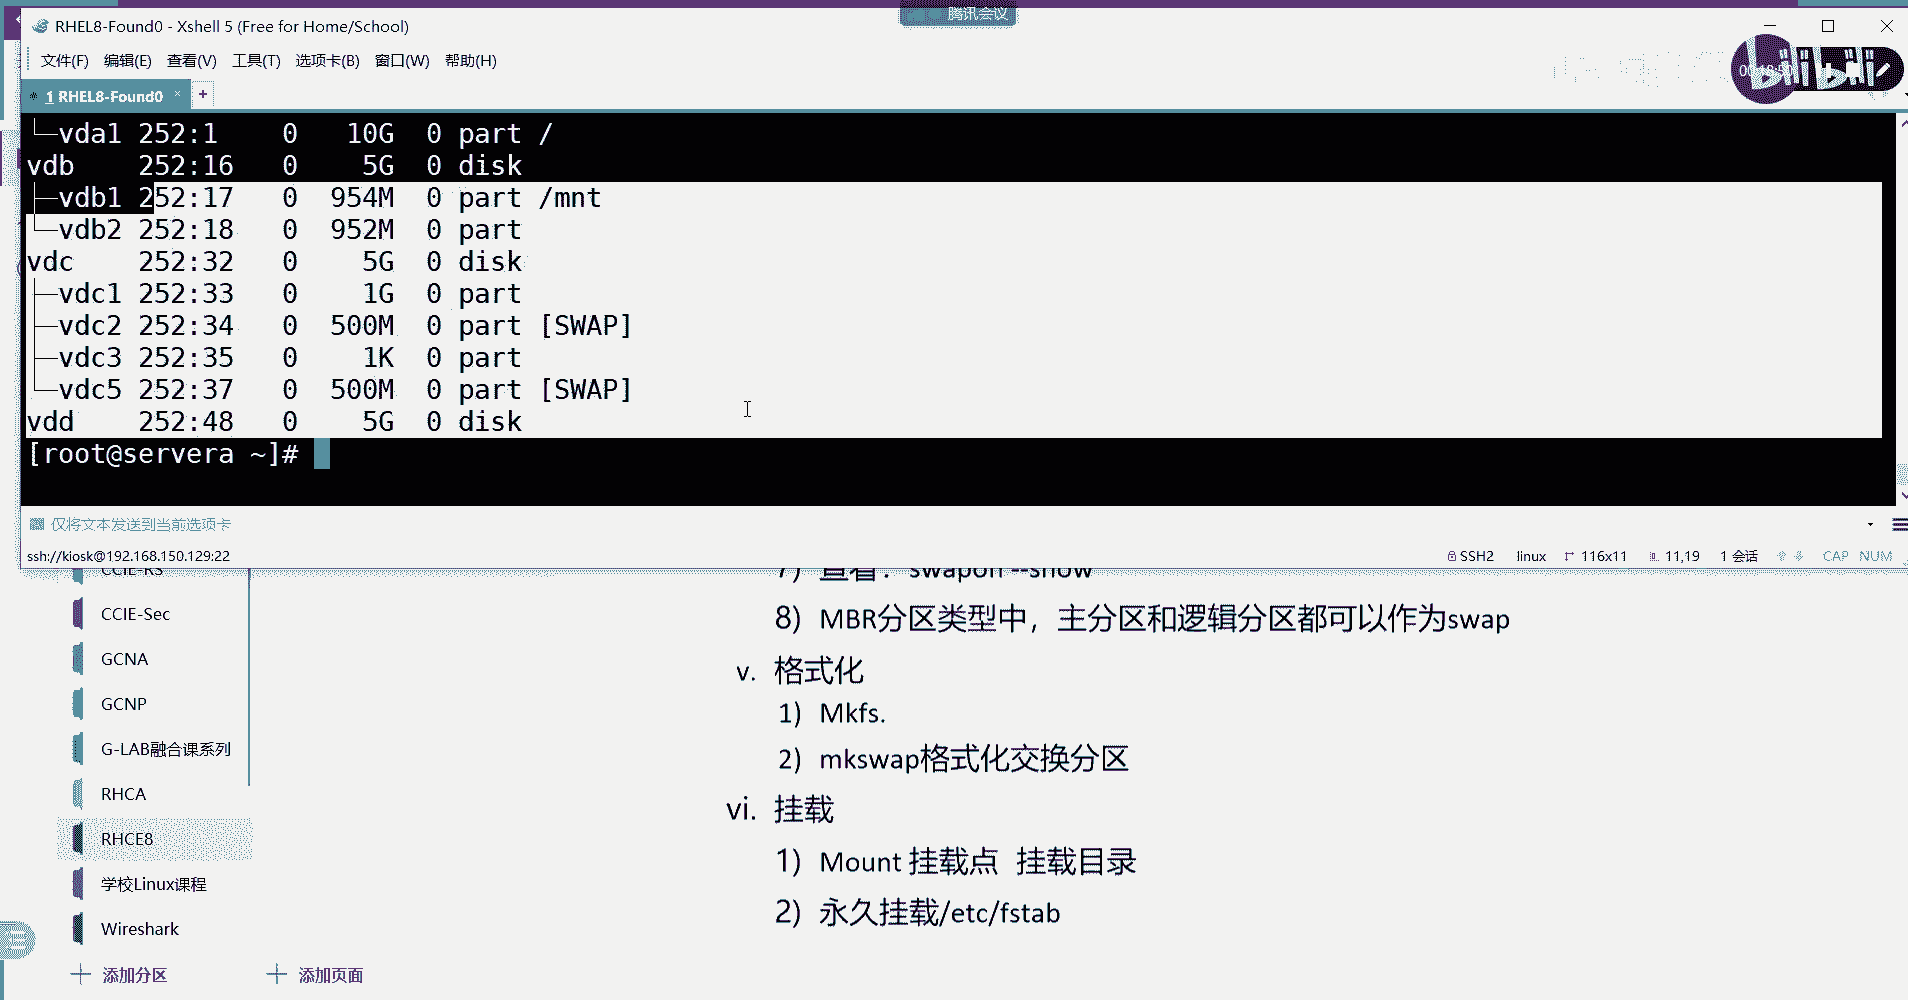 腾讯会议
RHEL8-Found0 - Xshell 5 (Free for Home/School)
文件(F) 编辑(E) 查看(V) 工具(T) 选项卡(B) 窗口(W) 帮助(H)
bilibili
1 RHEL8-Found0 × +
└─vda1 252:1 0 10G 0 part /
vdb 252:16 0 5G 0 disk
├─vdb1 252:17 0 954M 0 part /mnt
└─vdb2 252:18 0 952M 0 part
vdc 252:32 0 5G 0 disk
├─vdc1 252:33 0 1G 0 part
├─vdc2 252:34 0 500M 0 part [SWAP]
├─vdc3 252:35 0 1K 0 part
└─vdc5 252:37 0 500M 0 part [SWAP]
vdd 252:48 0 5G 0 disk
[root@servera ~]#
仅将文本发送到当前选项卡
ssh://kiosk@192.168.150.129:22 SSH2 linux 116x11 11,19 1 会话 CAP NUM
CCIE-RS
CCIE-Sec
GCNA
GCNP
G-LAB融合课系列
RHCA
RHCE8
学校Linux课程
Wireshark
添加分区 添加页面
7) 查看：swapon --show
8) MBR分区类型中，主分区和逻辑分区都可以作为swap
v. 格式化
1) Mkfs.
2) mkswap格式化交换分区
vi. 挂载
1) Mount 挂载点 挂载目录
2) 永久挂载/etc/fstab